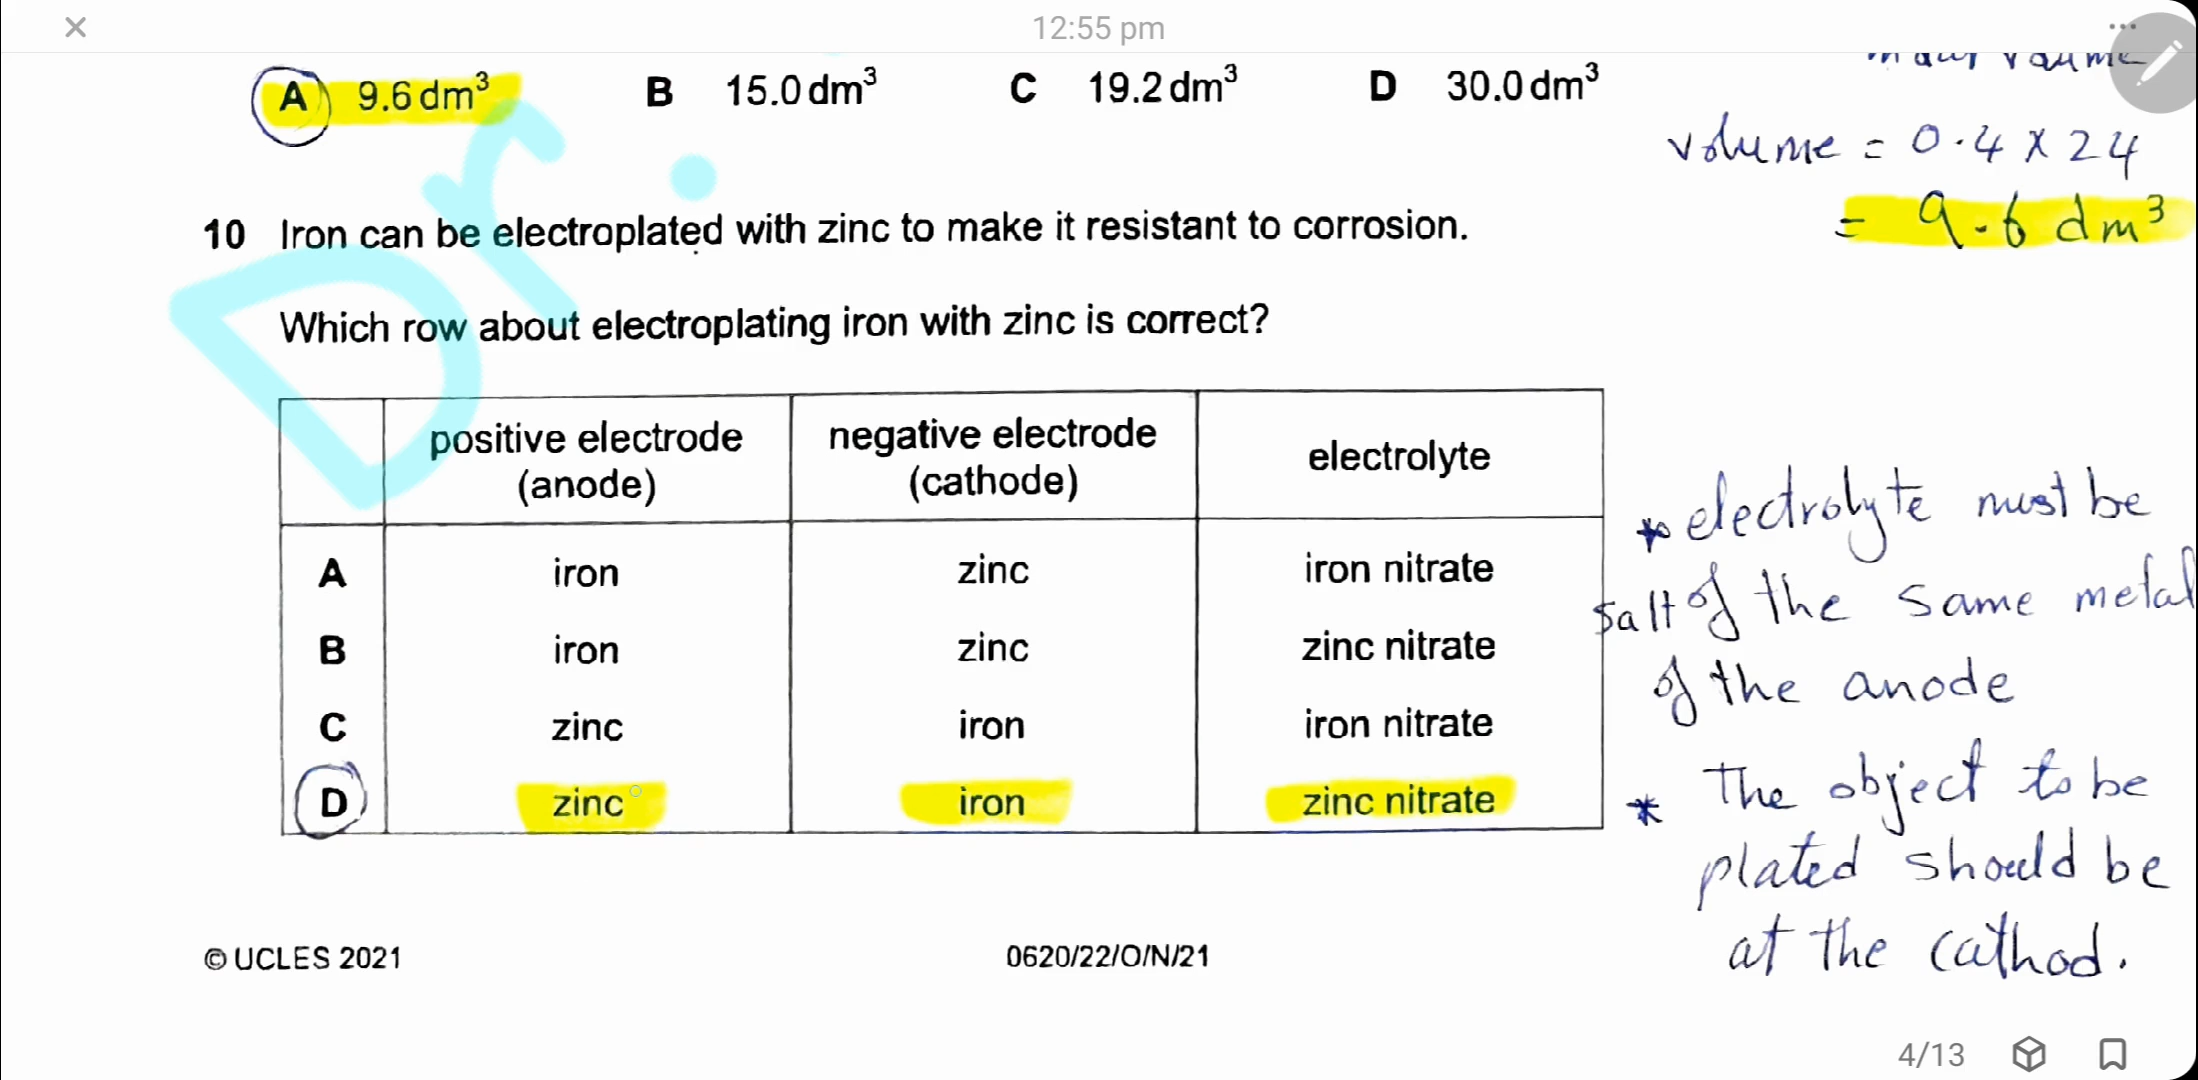 12:55 pm
A 9.6 dm³ B 15.0 dm³ C 19.2 dm³ D 30.0 dm³
volume = 0.4 x 24
= 9.6 dm³
Dr.
10 Iron can be electroplated with zinc to make it resistant to corrosion.
Which row about electroplating iron with zinc is correct?
positive electrode (anode) negative electrode (cathode) electrolyte
A iron zinc iron nitrate
B iron zinc zinc nitrate
C zinc iron iron nitrate
D zinc iron zinc nitrate
* electrolyte must be
salt of the same metal
of the anode
* The object to be
plated should be
at the cathod.
© UCLES 2021 0620/22/O/N/21
4/13